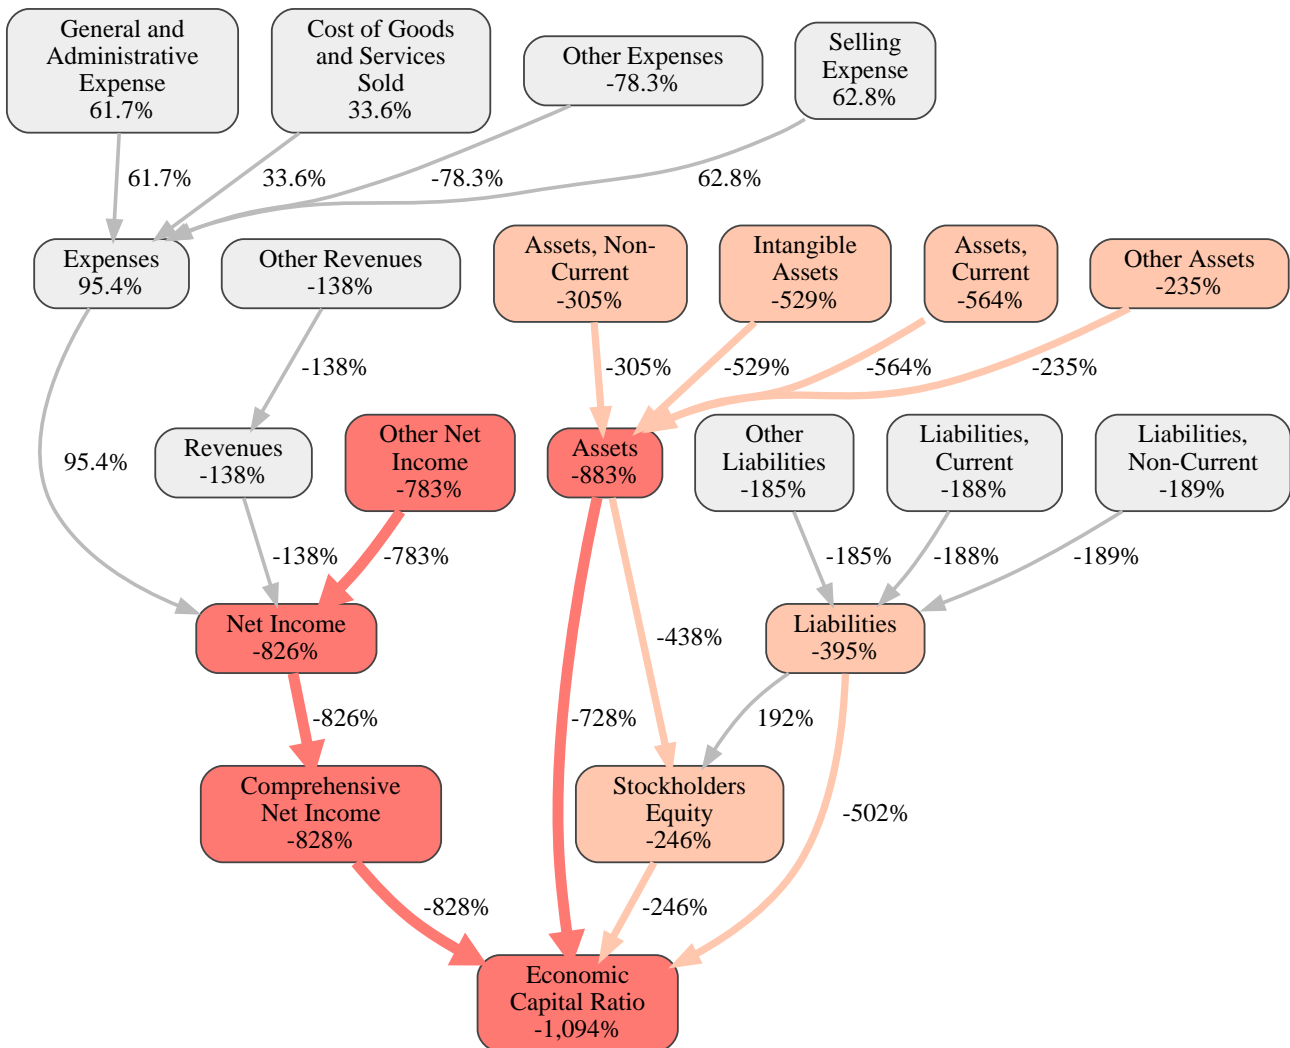 General and
Administrative
Expense
61.7%
Cost of Goods
and Services
Sold
33.6%
Other Expenses
-78.3%
Selling
Expense
62.8%
61.7%
33.6%
-78.3%
62.8%
Expenses
95.4%
Other Revenues
-138%
Assets, Non-
Current
-305%
Intangible
Assets
-529%
Assets,
Current
-564%
Other Assets
-235%
-138%
-305%
-529%
-564%
-235%
95.4%
Revenues
-138%
Other Net
Income
-783%
Assets
-883%
Other
Liabilities
-185%
Liabilities,
Current
-188%
Liabilities,
Non-Current
-189%
-138%
-783%
-185%
-188%
-189%
Net Income
-826%
-438%
Liabilities
-395%
-826%
-728%
192%
Comprehensive
Net Income
-828%
Stockholders
Equity
-246%
-502%
-828%
-246%
Economic
Capital Ratio
-1,094%